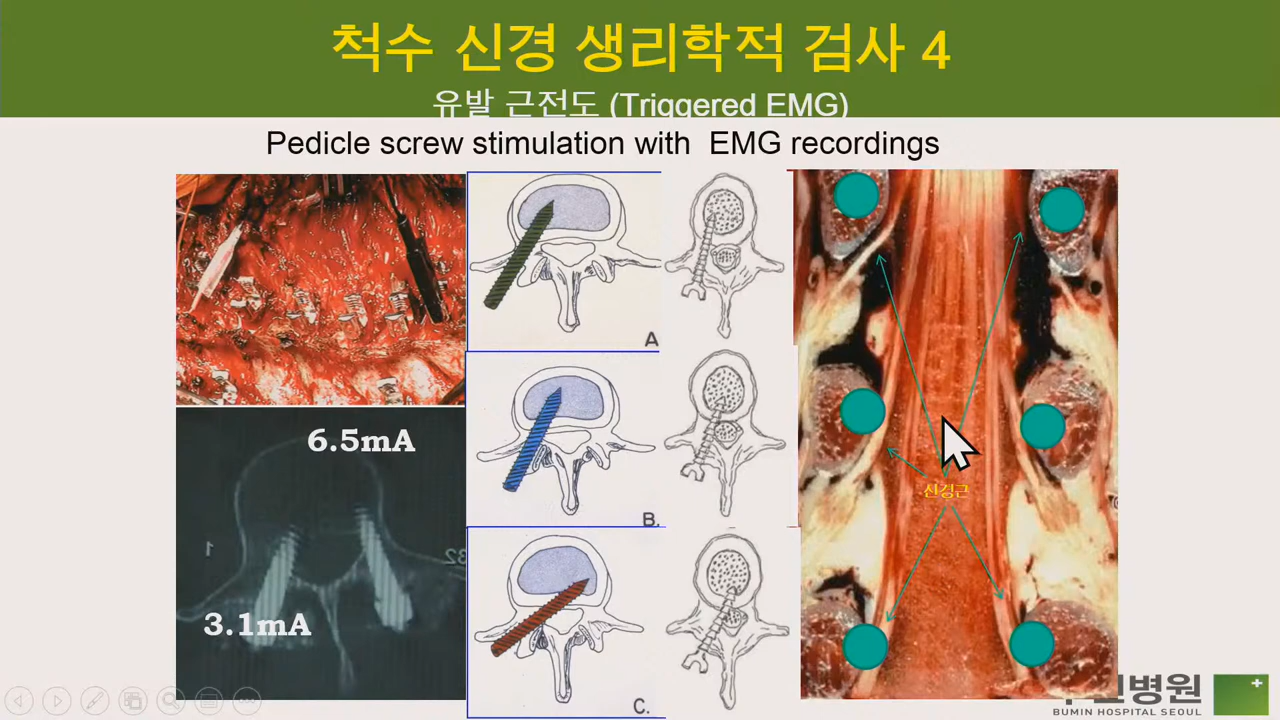 척수 신경 생리학적 검사 4
유발 근전도 (Triggered EMG)
Pedicle screw stimulation with EMG recordings
6.5mA
3.1mA
1
A
B.
C.
신경근
병원
BUMIN HOSPITAL SEOUL